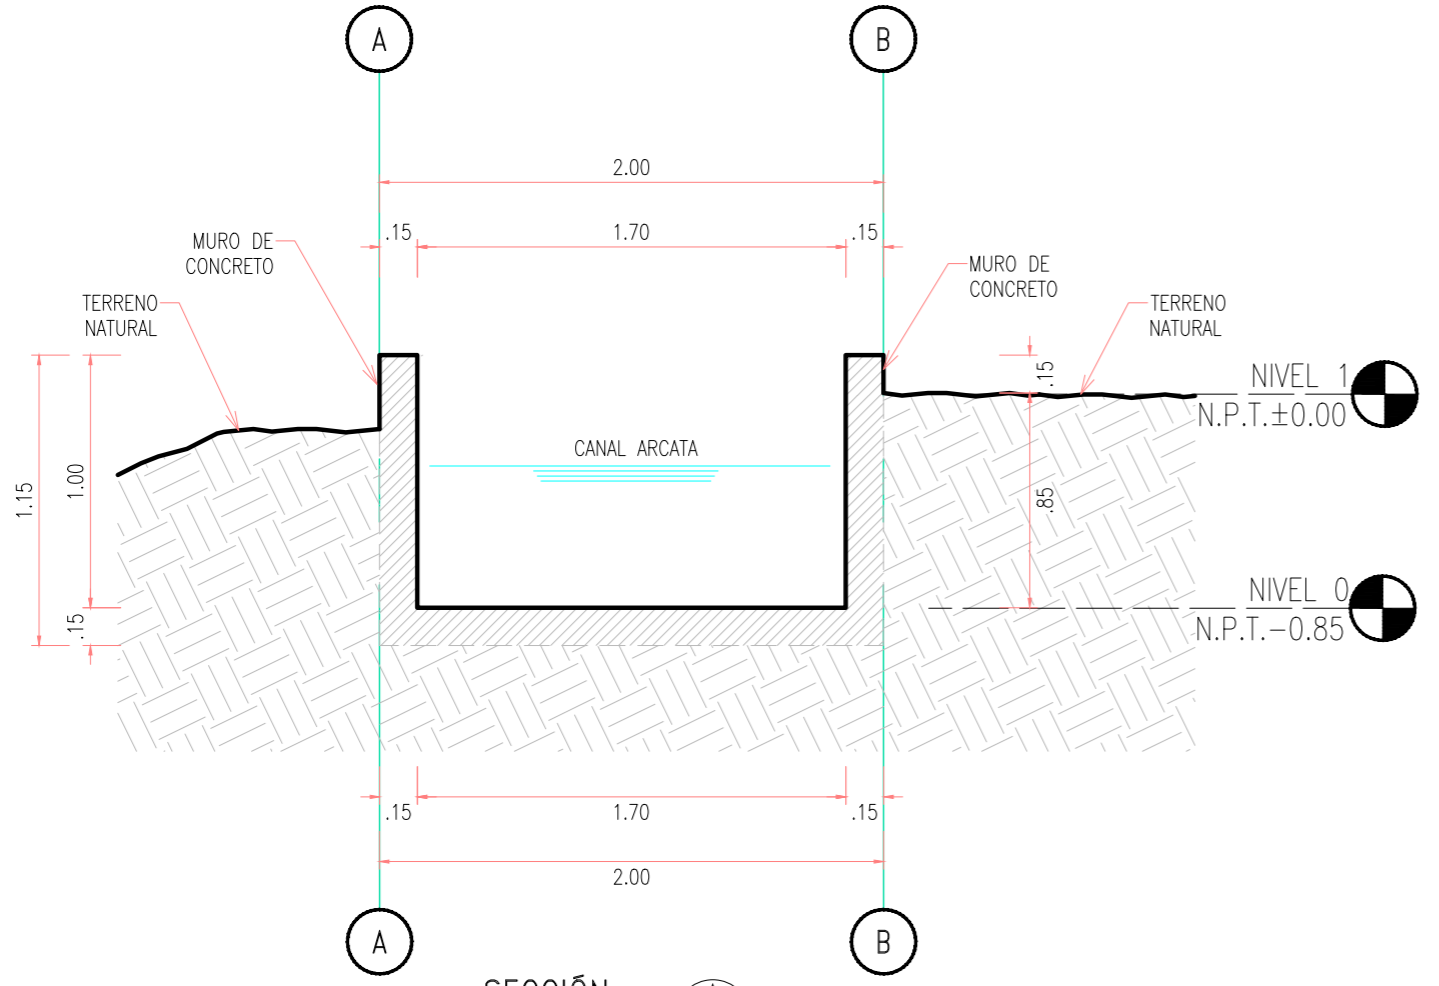 A
B
2.00
.15
1.70
.15
MURO DE
CONCRETO
MURO DE
CONCRETO
TERRENO
NATURAL
TERRENO
NATURAL
.15
NIVEL 1
N.P.T.±0.00
CANAL ARCATA
1.15
1.00
.85
.15
NIVEL 0
N.P.T.-0.85
.15
1.70
.15
2.00
A
B
SECCIÓN